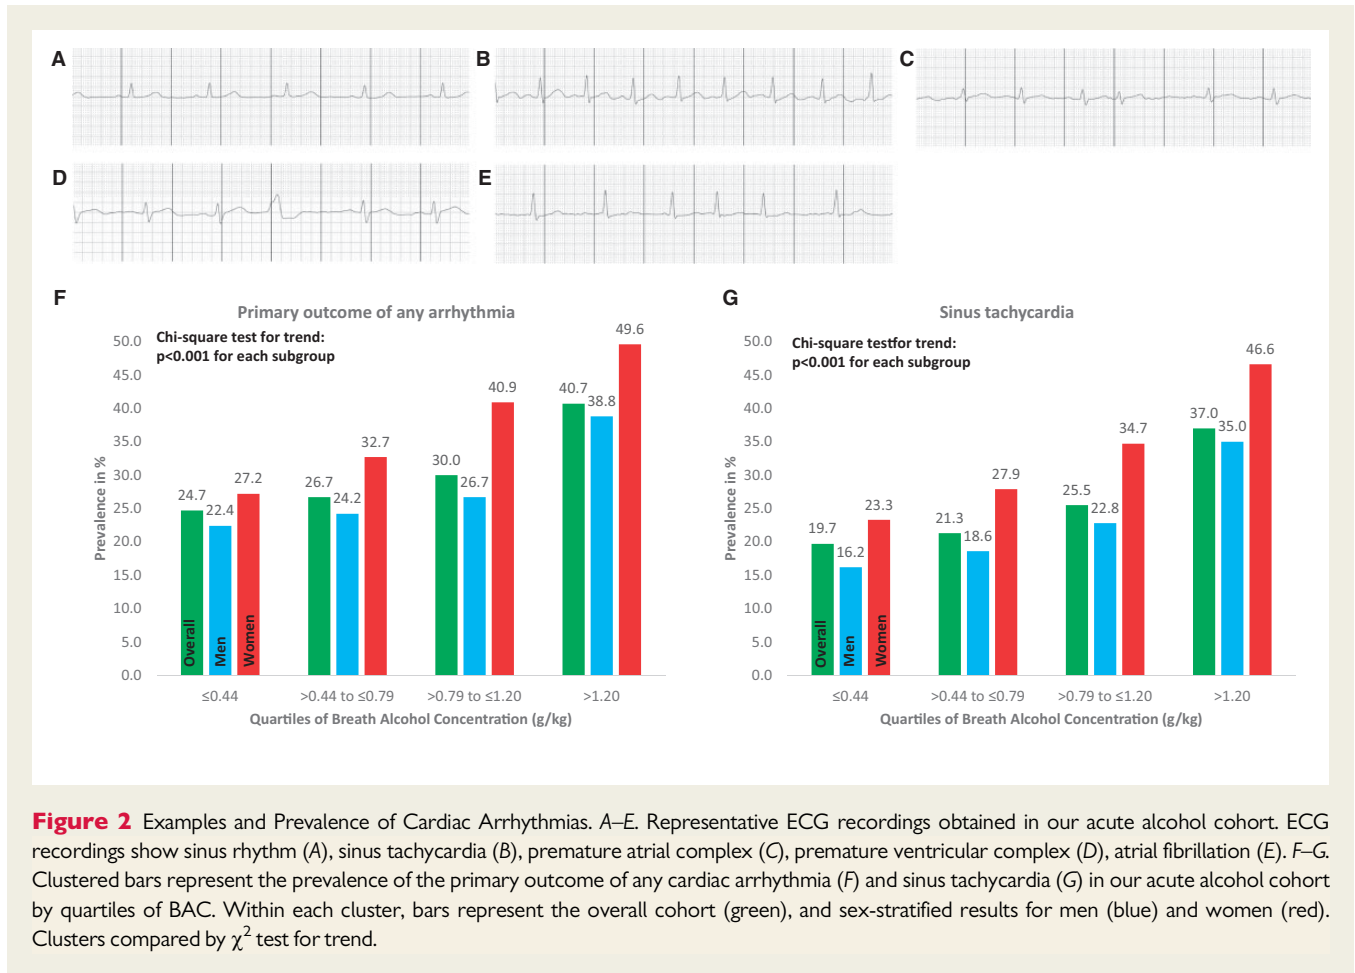 A
B
C
D
E
F
G
Primary outcome of any arrhythmia
Chi-square test for trend:
p<0.001 for each subgroup
Prevalence in %
50.0
45.0
40.0
35.0
30.0
25.0
20.0
15.0
10.0
5.0
0.0
24.7
22.4
27.2
26.7
24.2
32.7
30.0
26.7
40.9
40.7
38.8
49.6
Overall
Men
Women
≤0.44
>0.44 to ≤0.79
>0.79 to ≤1.20
>1.20
Quartiles of Breath Alcohol Concentration (g/kg)
Sinus tachycardia
Chi-square testfor trend:
p<0.001 for each subgroup
Prevalence in %
50.0
45.0
40.0
35.0
30.0
25.0
20.0
15.0
10.0
5.0
0.0
19.7
16.2
23.3
21.3
18.6
27.9
25.5
22.8
34.7
37.0
35.0
46.6
Overall
Men
Women
≤0.44
>0.44 to ≤0.79
>0.79 to ≤1.20
>1.20
Quartiles of Breath Alcohol Concentration (g/kg)
Figure 2 Examples and Prevalence of Cardiac Arrhythmias. A–E. Representative ECG recordings obtained in our acute alcohol cohort. ECG
recordings show sinus rhythm (A), sinus tachycardia (B), premature atrial complex (C), premature ventricular complex (D), atrial fibrillation (E). F–G.
Clustered bars represent the prevalence of the primary outcome of any cardiac arrhythmia (F) and sinus tachycardia (G) in our acute alcohol cohort
by quartiles of BAC. Within each cluster, bars represent the overall cohort (green), and sex-stratified results for men (blue) and women (red).
Clusters compared by χ² test for trend.